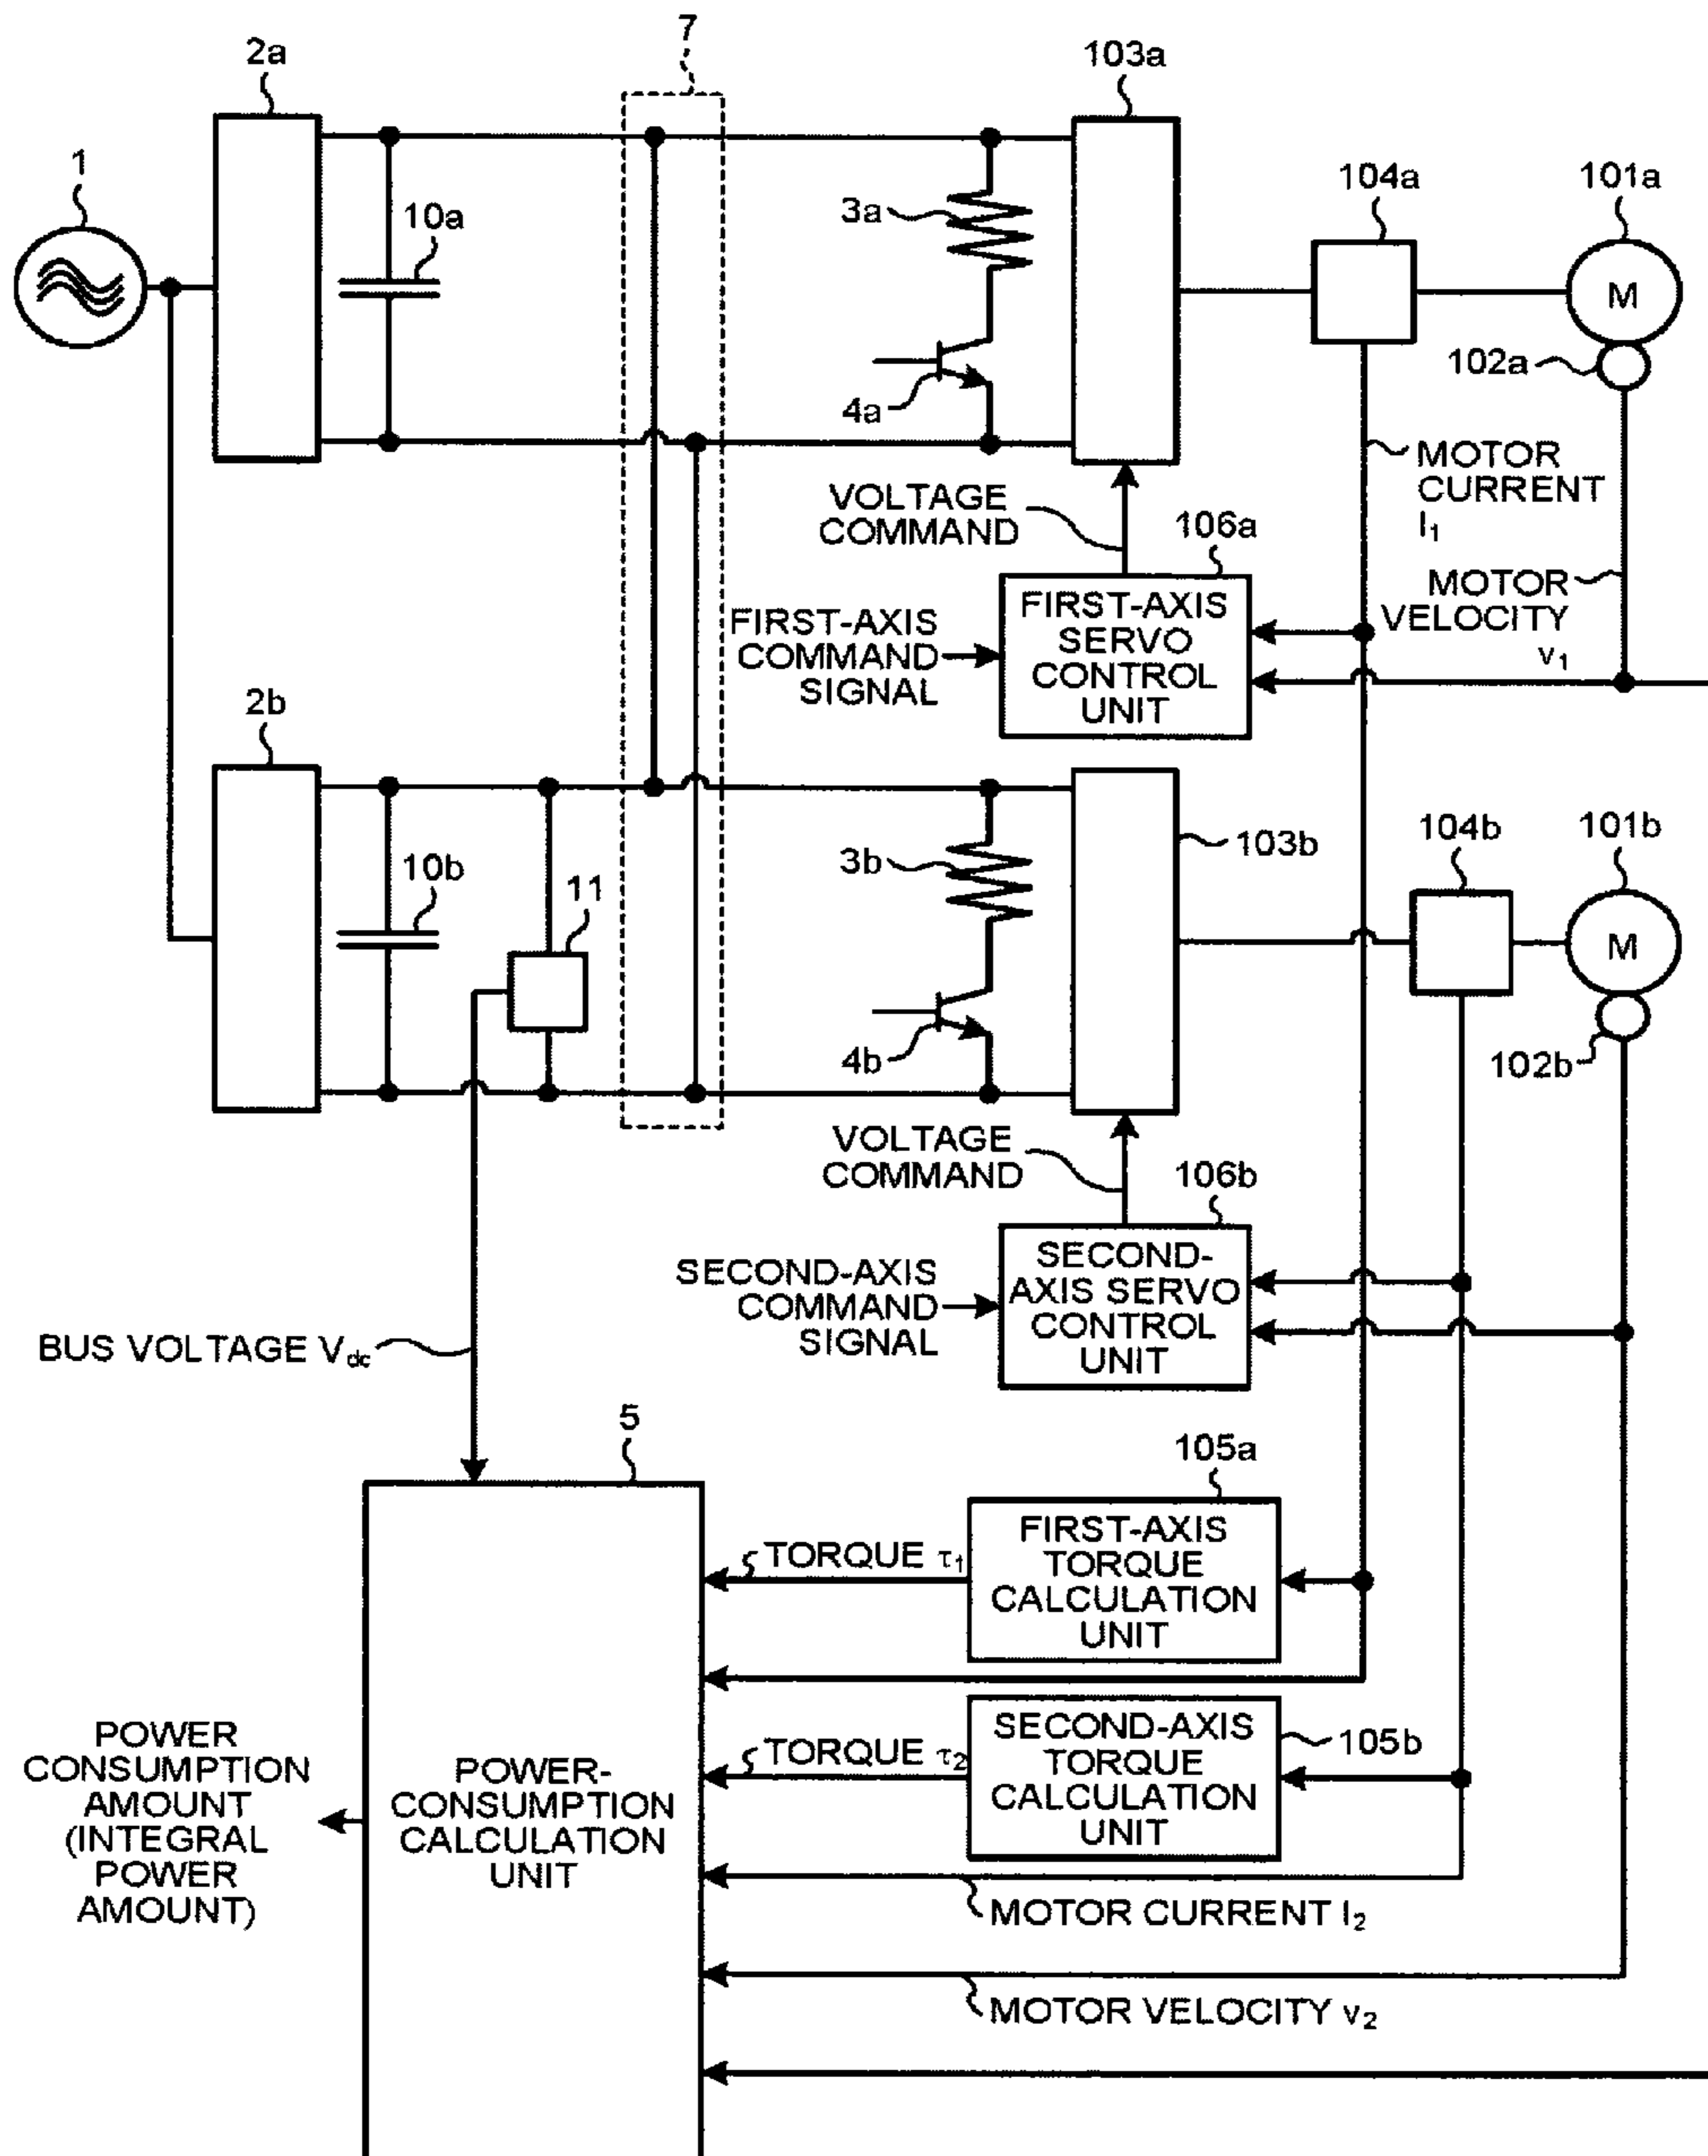 7
2a
103a
1
10a
3a
104a
101a
M
102a
4a
MOTOR
CURRENT
I1
VOLTAGE
COMMAND
106a
MOTOR
VELOCITY
v1
FIRST-AXIS
COMMAND
SIGNAL
FIRST-AXIS
SERVO
CONTROL
UNIT
2b
103b
104b
101b
10b
11
3b
M
4b
102b
VOLTAGE
COMMAND
106b
SECOND-AXIS
COMMAND
SIGNAL
SECOND-
AXIS SERVO
CONTROL
UNIT
BUS VOLTAGE Vdc
5
105a
TORQUE τ1
FIRST-AXIS
TORQUE
CALCULATION
UNIT
TORQUE τ2
SECOND-AXIS
TORQUE
CALCULATION
UNIT
105b
POWER
CONSUMPTION
AMOUNT
(INTEGRAL
POWER
AMOUNT)
POWER-
CONSUMPTION
CALCULATION
UNIT
MOTOR CURRENT I2
MOTOR VELOCITY v2